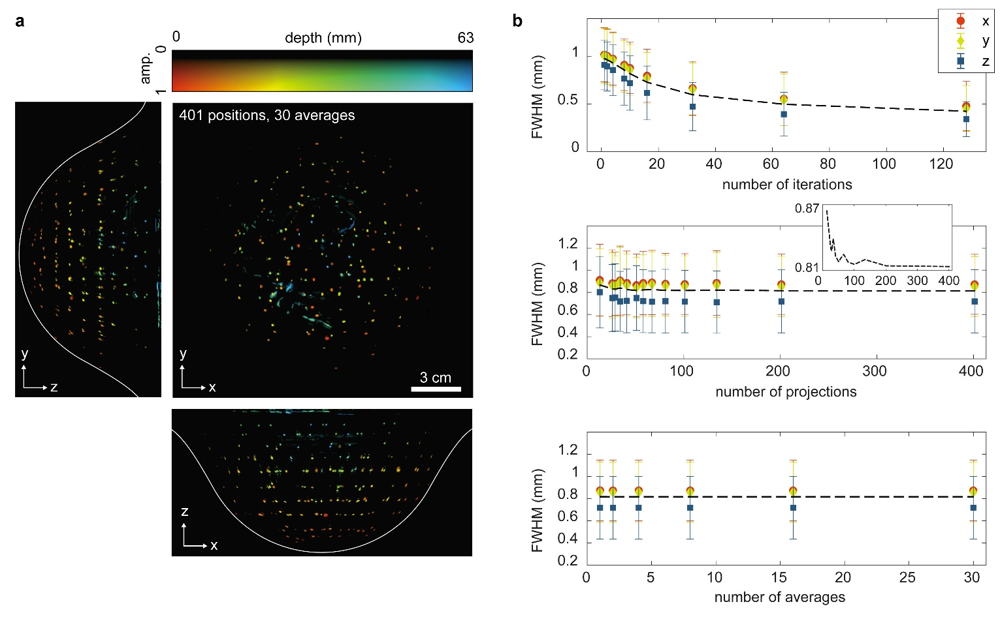 a
0 depth (mm) 63
amp.
0
1
401 positions, 30 averages
y
z
y
x
3 cm
z
x
b
x
y
z
FWHM (mm)
1
0.5
0
0 20 40 60 80 100 120
number of iterations
0.87
0.81
0 100 200 300 400
FWHM (mm)
1.2
1
0.8
0.6
0.4
0.2
0 100 200 300 400
number of projections
FWHM (mm)
1.2
1
0.8
0.6
0.4
0.2
0 5 10 15 20 25 30
number of averages